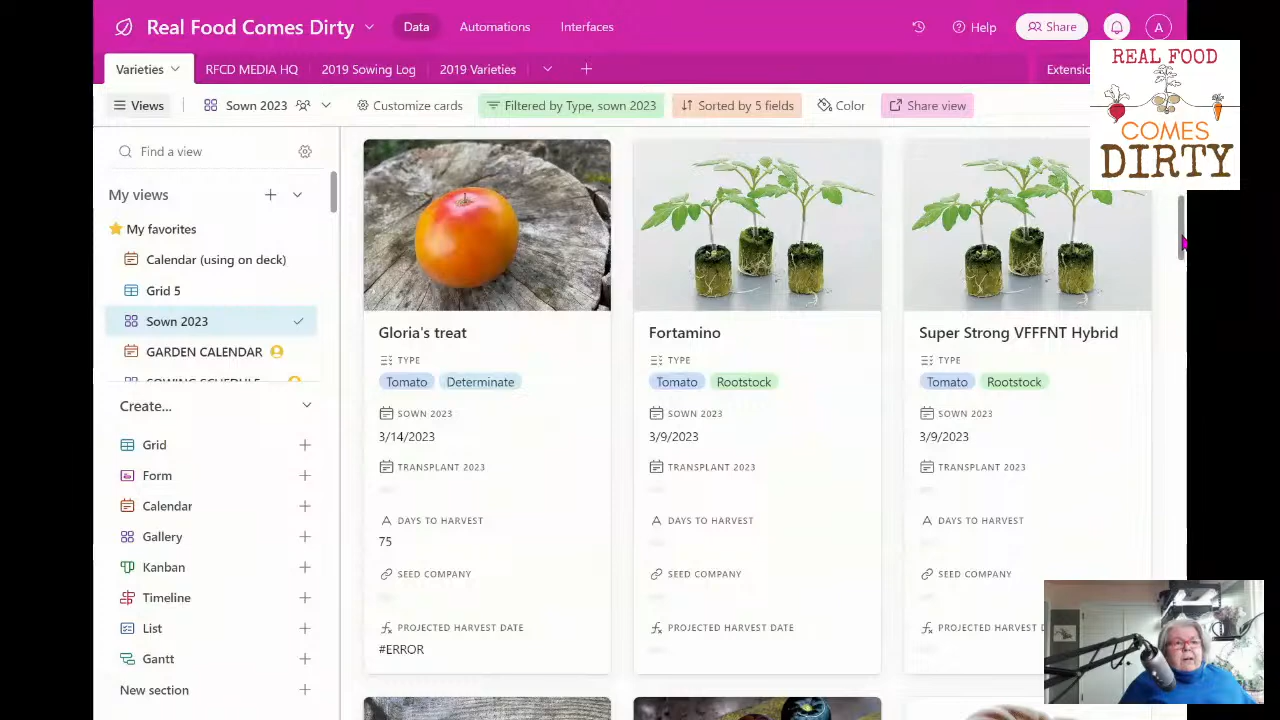 Real Food Comes Dirty Data Automations Interfaces Help Share A
Varieties RFCD MEDIA HQ 2019 Sowing Log 2019 Varieties
REAL FOOD
COMES
DIRTY
Views Sown 2023 Customize cards Filtered by Type, sown 2023 Sorted by 5 fields Color Share view
Find a view
My views
My favorites
Calendar (using on deck)
Grid 5
Sown 2023
GARDEN CALENDAR
SOWING SCHEDULE
Create...
Grid
Form
Calendar
Gallery
Kanban
Timeline
List
Gantt
New section
Gloria's treat
TYPE
Tomato Determinate
SOWN 2023
3/14/2023
TRANSPLANT 2023
DAYS TO HARVEST
75
SEED COMPANY
PROJECTED HARVEST DATE
#ERROR
Fortamino
TYPE
Tomato Rootstock
SOWN 2023
3/9/2023
TRANSPLANT 2023
DAYS TO HARVEST
SEED COMPANY
PROJECTED HARVEST DATE
Super Strong VFFFNT Hybrid
TYPE
Tomato Rootstock
SOWN 2023
3/9/2023
TRANSPLANT 2023
DAYS TO HARVEST
SEED COMPANY
PROJECTED HARVEST